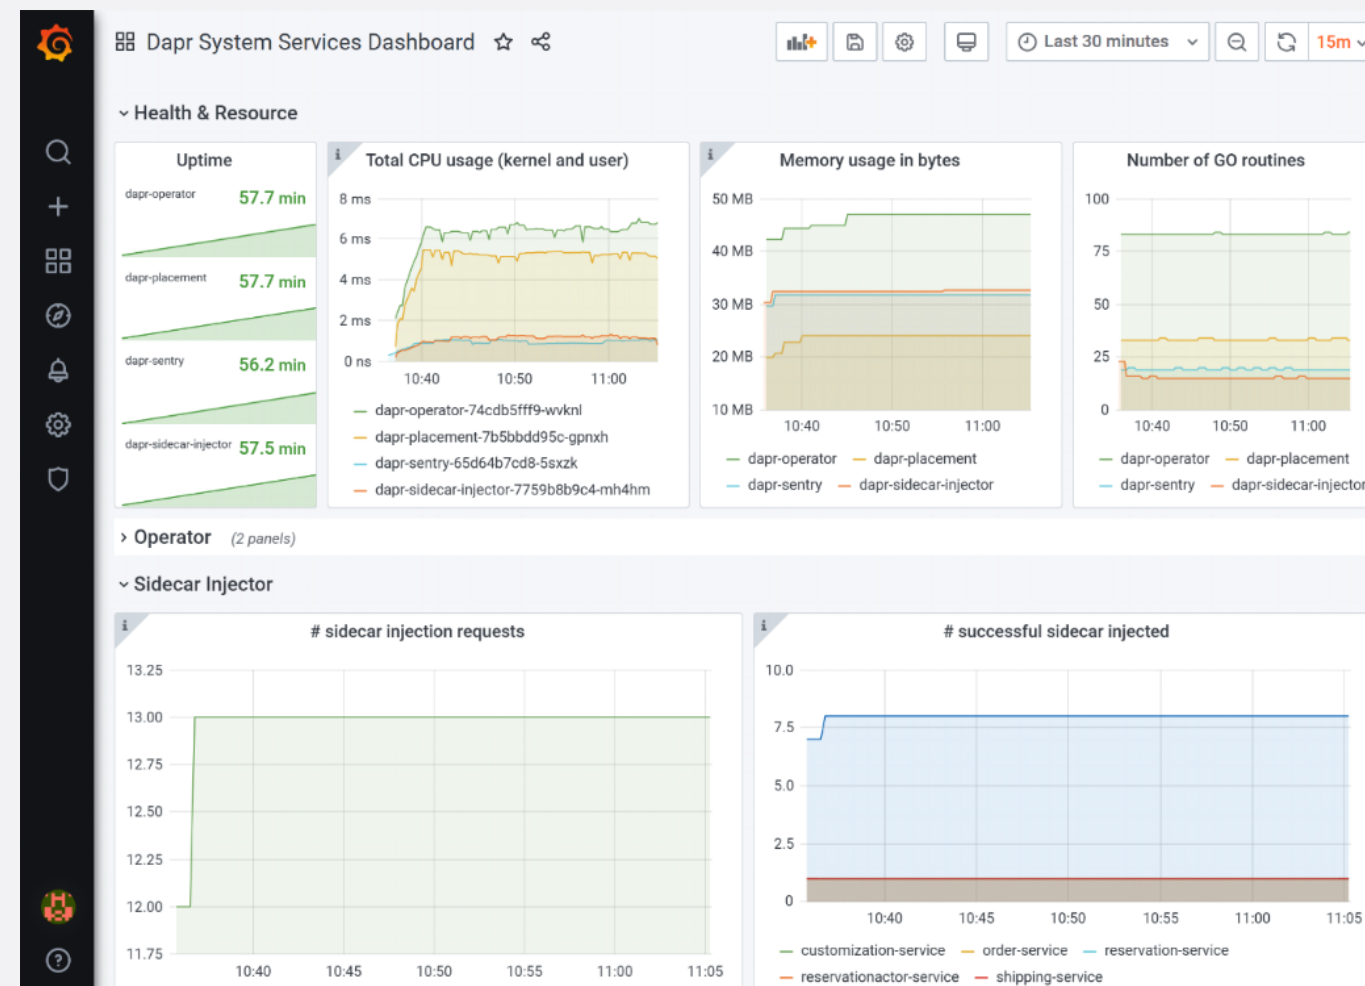 Dapr System Services Dashboard
Last 30 minutes
15m
Health & Resource
Uptime
dapr-operator 57.7 min
dapr-placement 57.7 min
dapr-sentry 56.2 min
dapr-sidecar-injector 57.5 min
i
Total CPU usage (kernel and user)
8 ms
6 ms
4 ms
2 ms
0 ns
10:40 10:50 11:00
dapr-operator-74cdb5fff9-wvknl
dapr-placement-7b5bbdd95c-gpnxh
dapr-sentry-65d64b7cd8-5sxzk
dapr-sidecar-injector-7759b8b9c4-mh4hm
i
Memory usage in bytes
50 MB
40 MB
30 MB
20 MB
10 MB
10:40 10:50 11:00
dapr-operator dapr-placement
dapr-sentry dapr-sidecar-injector
Number of GO routines
100
75
50
25
0
10:40 10:50 11:00
dapr-operator dapr-placement
dapr-sentry dapr-sidecar-injector
Operator (2 panels)
Sidecar Injector
i
# sidecar injection requests
13.25
13.00
12.75
12.50
12.25
12.00
11.75
10:40 10:45 10:50 10:55 11:00 11:05
i
# successful sidecar injected
10.0
7.5
5.0
2.5
0
10:40 10:45 10:50 10:55 11:00 11:05
customization-service order-service reservation-service
reservationactor-service shipping-service